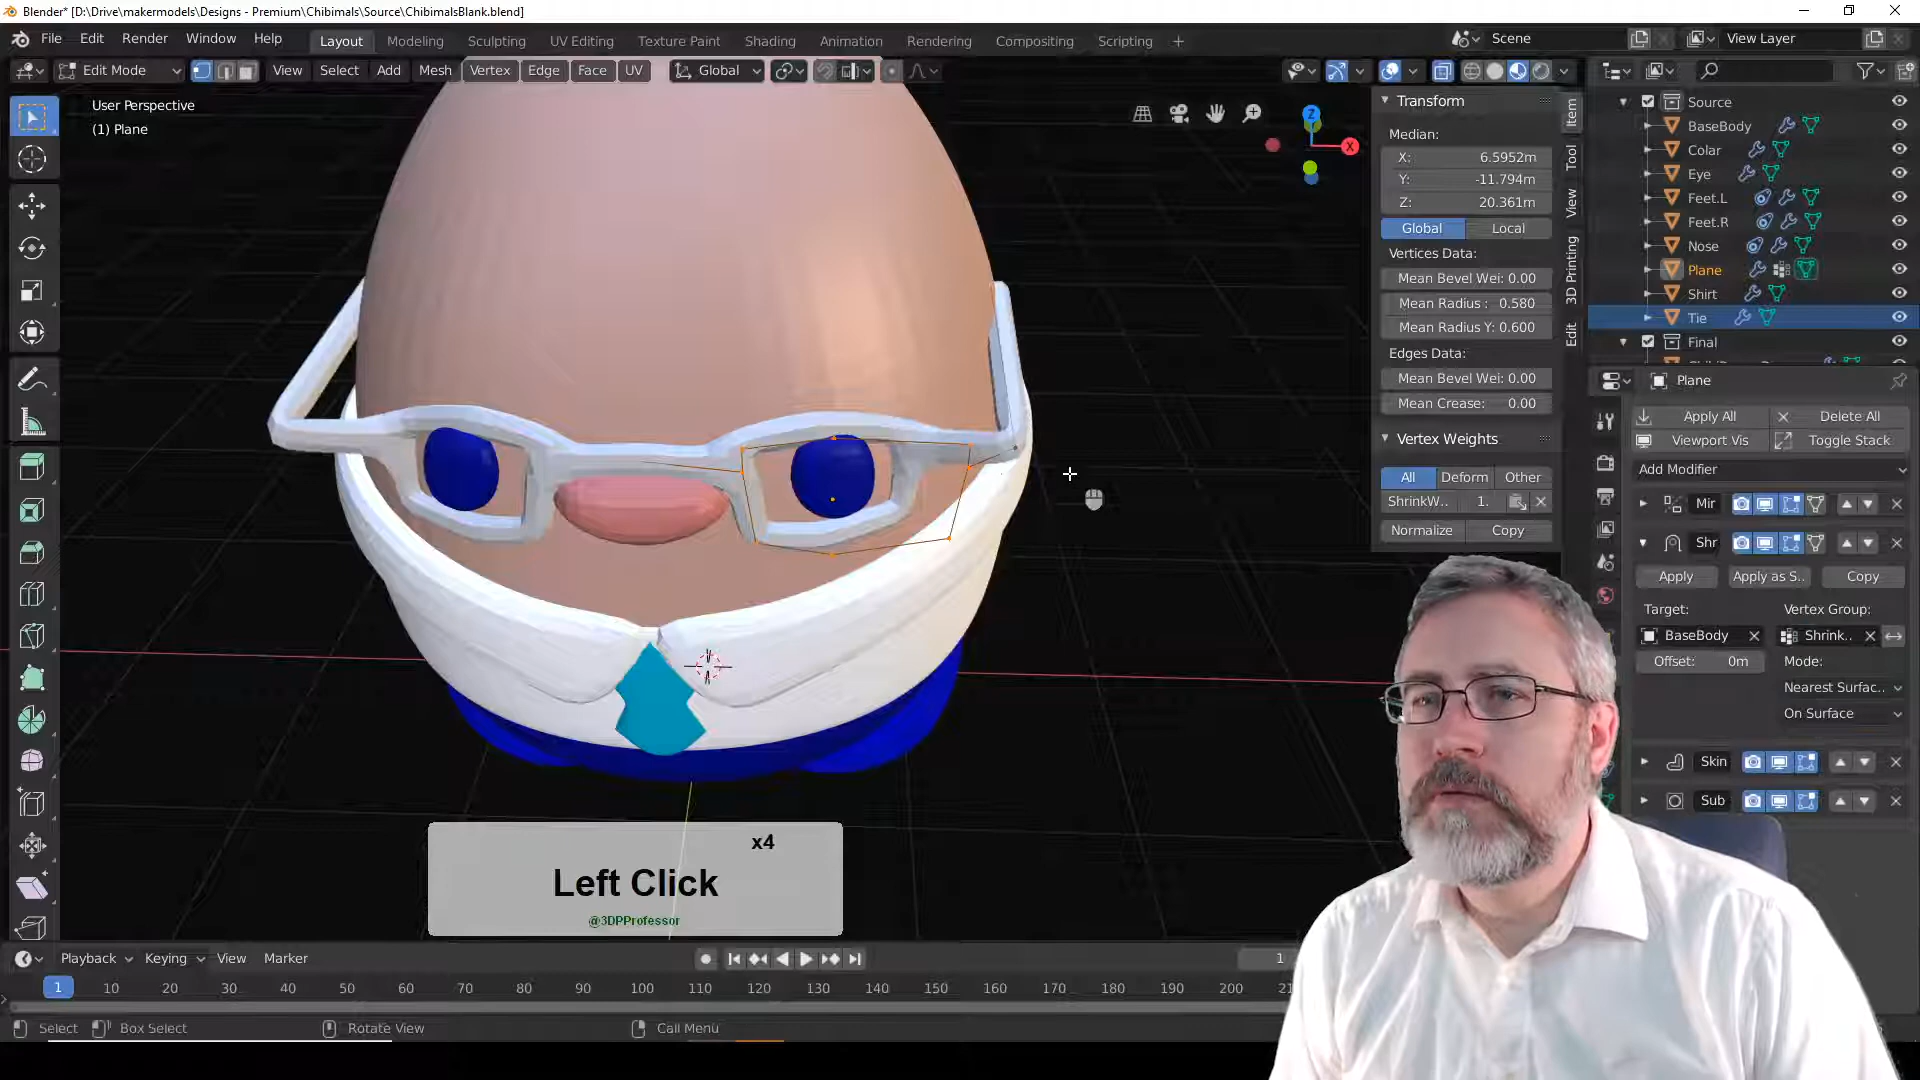 Blender* [D:\Drive\makermodels\Designs - Premium\Chibimals\Source\ChibimalsBlank.blend]
File Edit Render Window Help Layout Modeling Sculpting UV Editing Texture Paint Shading Animation Rendering Compositing Scripting + Scene View Layer
Edit Mode View Select Add Mesh Vertex Edge Face UV Global
User Perspective
(1) Plane
Z
X
Transform
Median:
X: 6.5952m
Y: -11.794m
Z: 20.361m
Global Local
Vertices Data:
Mean Bevel Wei: 0.00
Mean Radius : 0.580
Mean Radius Y: 0.600
Edges Data:
Mean Bevel Wei: 0.00
Mean Crease: 0.00
Vertex Weights
All Deform Other
ShrinkW.. 1.
Normalize Copy
Item
Tool
View
3D Printing
Edit
Source
BaseBody
Colar
Eye
Feet.L
Feet.R
Nose
Plane
Shirt
Tie
Final
Plane
Apply All Delete All
Viewport Vis Toggle Stack
Add Modifier
Mir
Shr
Apply Apply as S.. Copy
Target: Vertex Group:
BaseBody Shrink..
Offset: 0m Mode:
Nearest Surfac..
On Surface
Skin
Sub
x4
Left Click
@3DPProfessor
Playback Keying View Marker 1
1 10 20 30 40 50 60 70 80 90 100 110 120 130 140 150 160 170 180 190 200
Select Box Select Rotate View Call Menu